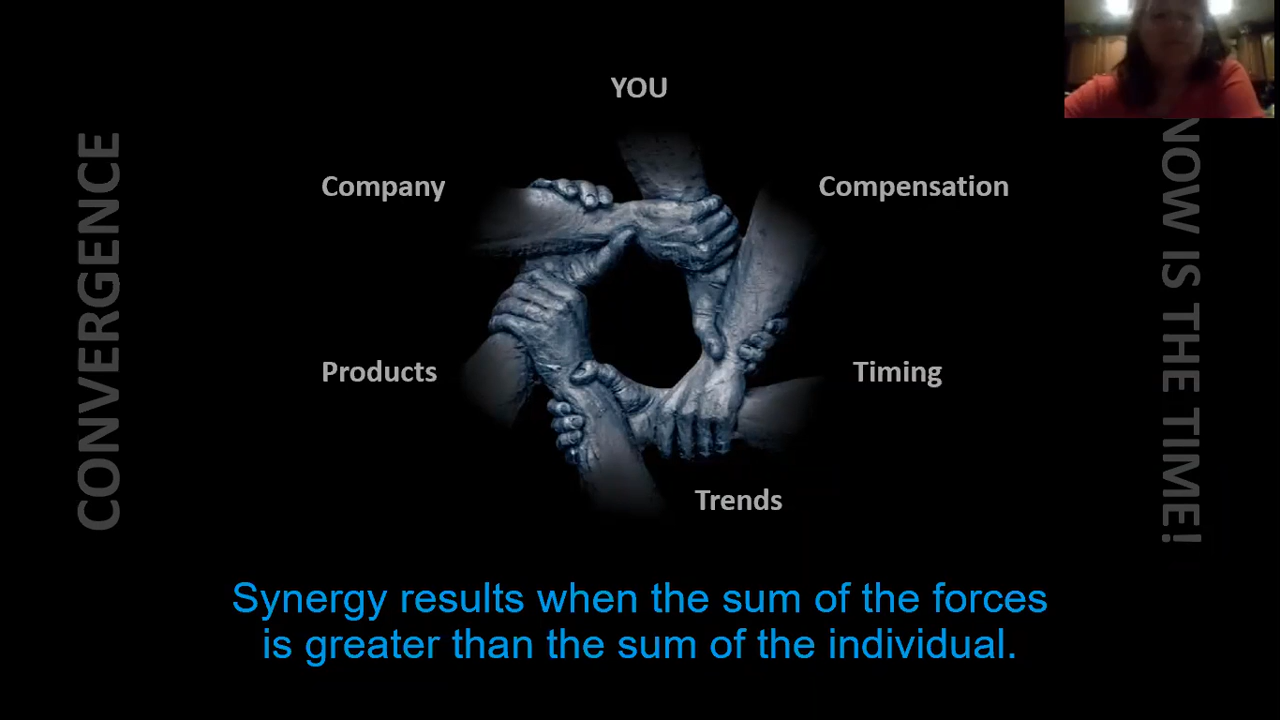 YOU
Company
Compensation
CONVERGENCE
NOW IS THE TIME!
Products
Timing
Trends
Synergy results when the sum of the forces
is greater than the sum of the individual.